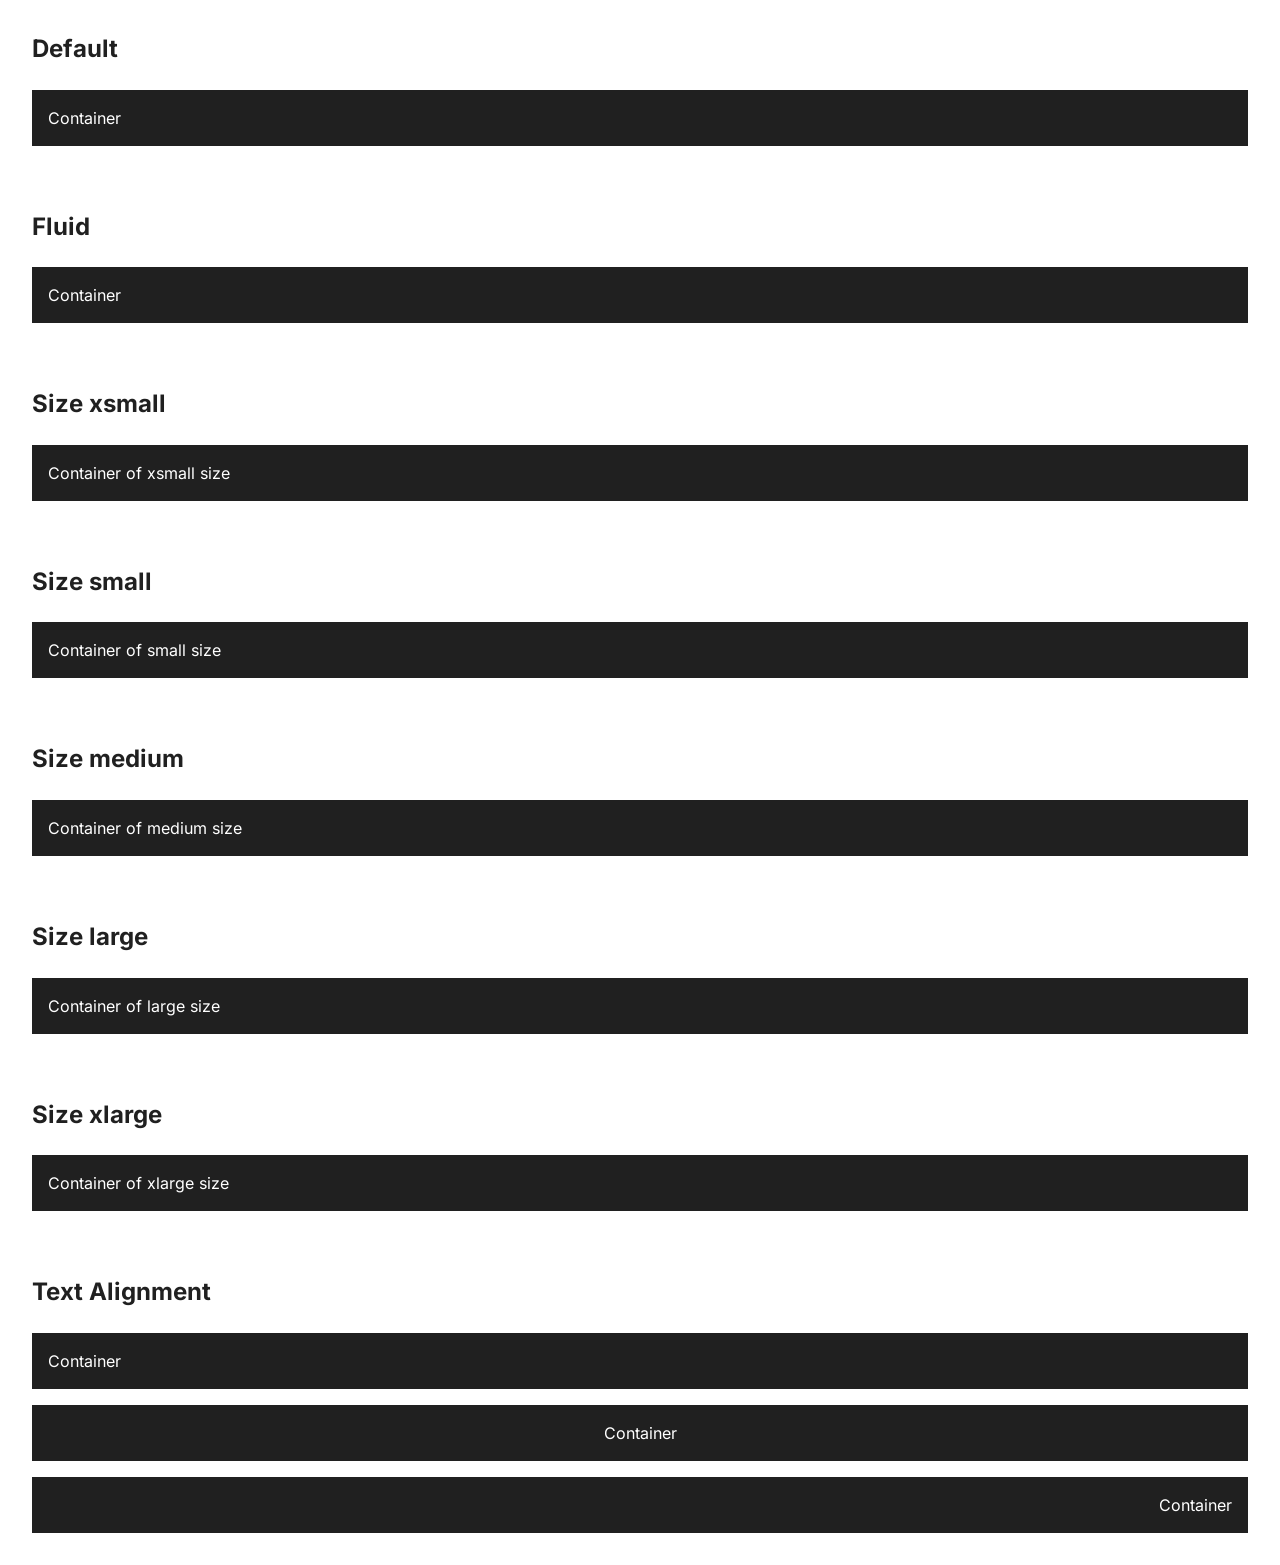 Default
Container
Fluid
Container
Size xsmall
Container of xsmall size
Size small
Container of small size
Size medium
Container of medium size
Size large
Container of large size
Size xlarge
Container of xlarge size
Text Alignment
Container
Container
Container